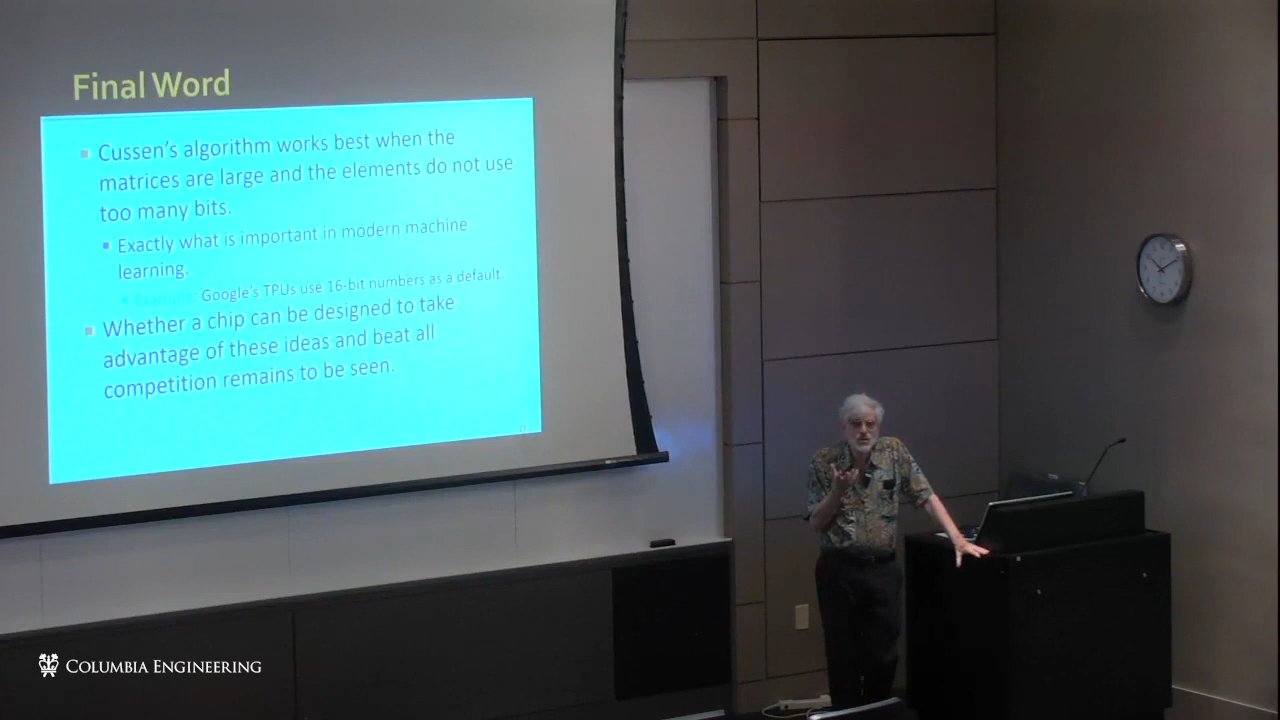 Final Word
Cussen's algorithm works best when the
matrices are large and the elements do not use
too many bits.
Exactly what is important in modern machine
learning.
Example: Google's TPUs use 16-bit numbers as a default.
Whether a chip can be designed to take
advantage of these ideas and beat all
competition remains to be seen.
COLUMBIA ENGINEERING